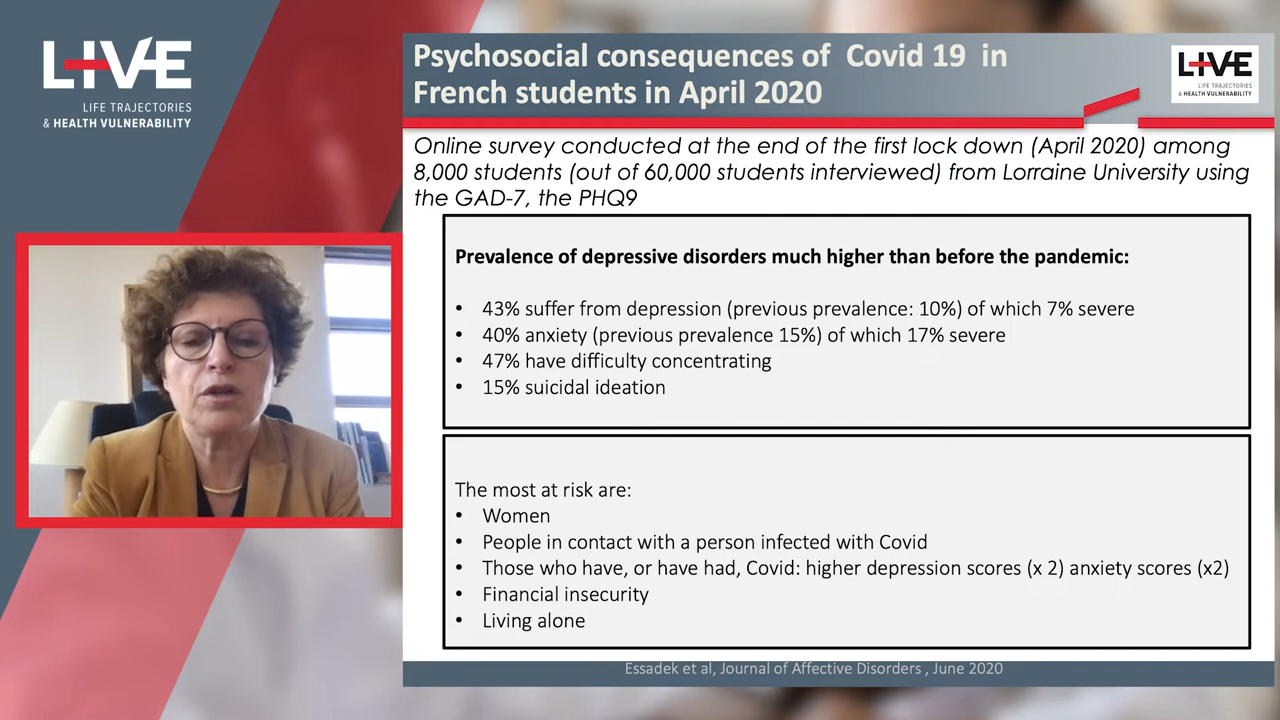 LIVE
LIFE TRAJECTORIES
& HEALTH VULNERABILITY
Psychosocial consequences of Covid 19 in
French students in April 2020
LIVE
LIFE TRAJECTORIES
& HEALTH VULNERABILITY
Online survey conducted at the end of the first lock down (April 2020) among
8,000 students (out of 60,000 students interviewed) from Lorraine University using
the GAD-7, the PHQ9
Prevalence of depressive disorders much higher than before the pandemic:
• 43% suffer from depression (previous prevalence: 10%) of which 7% severe
• 40% anxiety (previous prevalence 15%) of which 17% severe
• 47% have difficulty concentrating
• 15% suicidal ideation
The most at risk are:
• Women
• People in contact with a person infected with Covid
• Those who have, or have had, Covid: higher depression scores (x 2) anxiety scores (x2)
• Financial insecurity
• Living alone
Essadek et al, Journal of Affective Disorders , June 2020